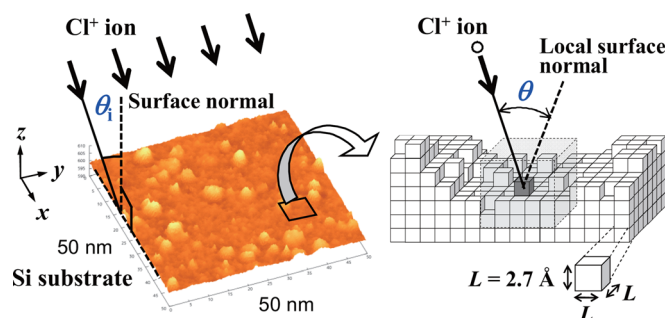 Cl⁺ ion
θi
Surface normal
z
y
x
50 nm
Si substrate
50 nm
Cl⁺ ion
Local surface
normal
θ
L = 2.7 Å
L
L